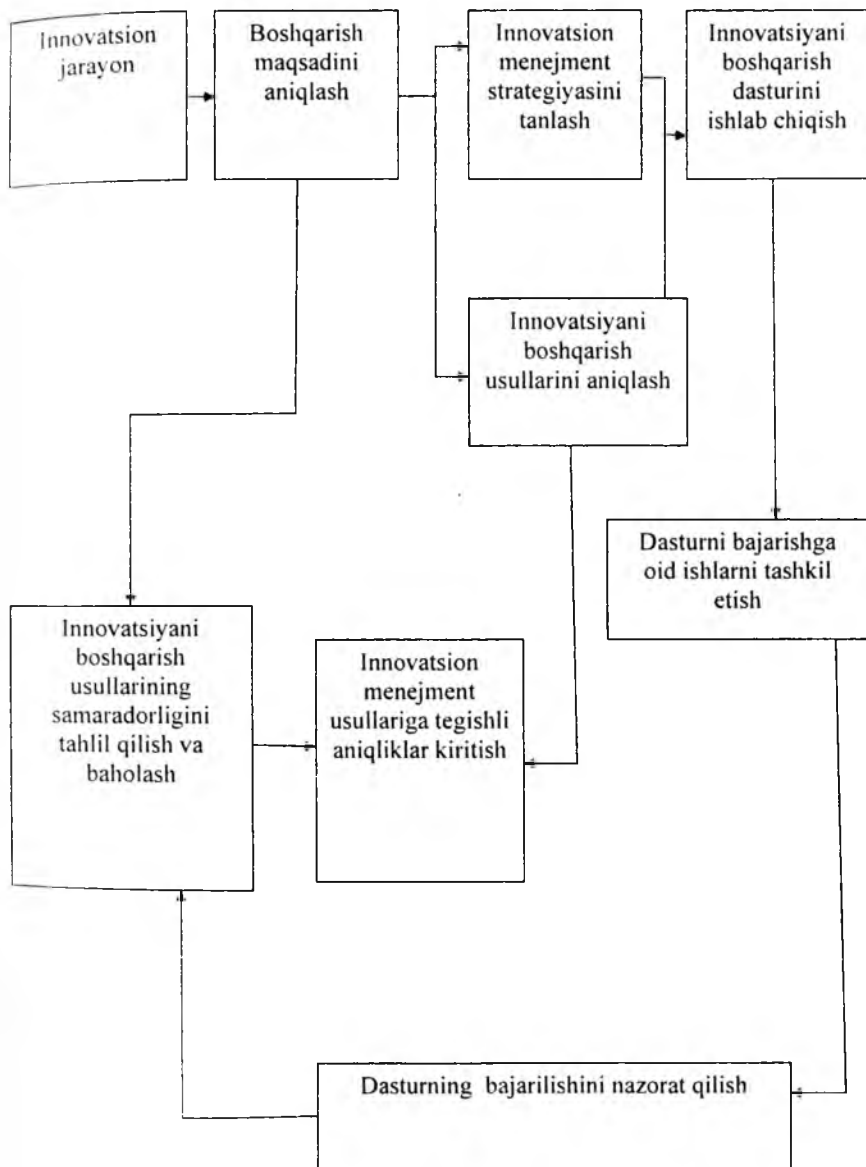 Innovatsion
jarayon
Boshqarish
maqsadini
aniqlash
Innovatsion
menejment
strategiyasini
tanlash
Innovatsiyani
boshqarish
dasturini
ishlab chiqish
Innovatsiyani
boshqarish
usullarini aniqlash
Dasturni bajarishga
oid ishlarni tashkil
etish
Innovatsiyani
boshqarish
usullarining
samaradorligini
tahlil qilish va
baholash
Innovatsion
menejment
usullariga tegishli
aniqliklar kiritish
Dasturning bajarilishini nazorat qilish